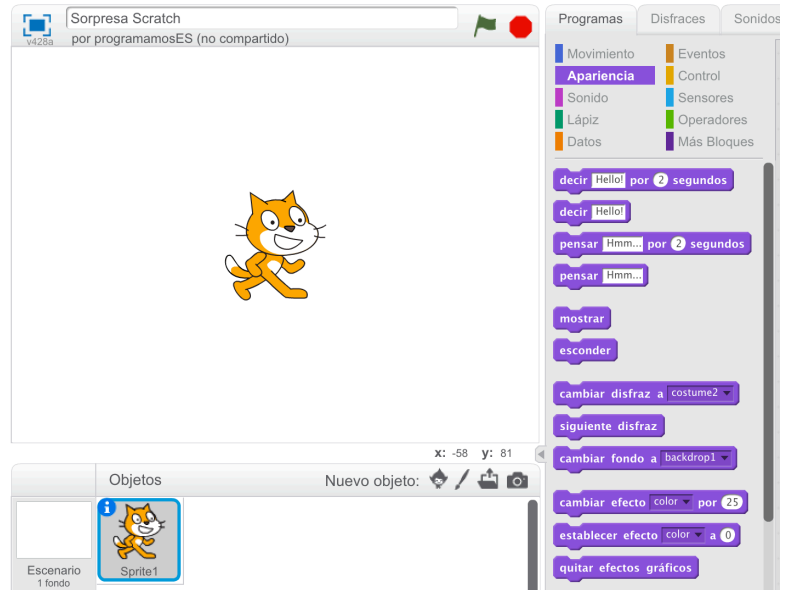 Sorpresa Scratch
por programamosES (no compartido)
v428a
x: -58 y: 81
Objetos
Nuevo objeto:
Escenario
1 fondo
Sprite1
Programas Disfraces Sonidos
Movimiento Eventos
Apariencia Control
Sonido Sensores
Lápiz Operadores
Datos Más Bloques
decir Hello! por 2 segundos
decir Hello!
pensar Hmm... por 2 segundos
pensar Hmm...
mostrar
esconder
cambiar disfraz a costume2
siguiente disfraz
cambiar fondo a backdrop1
cambiar efecto color por 25
establecer efecto color a 0
quitar efectos gráficos